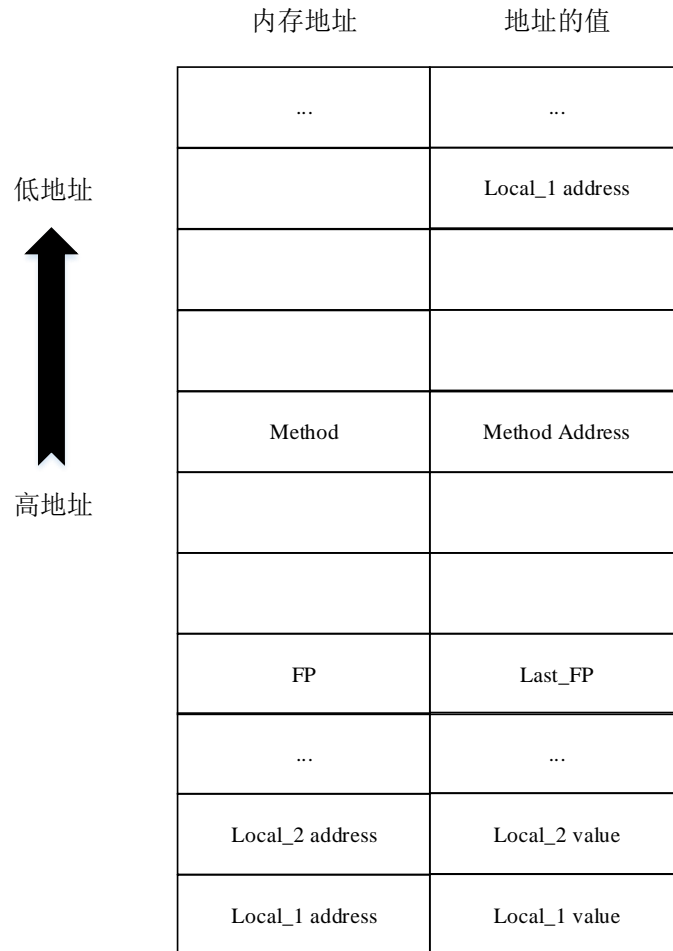 内存地址 地址的值
... ...
低地址
Local_1 address
Method Method Address
高地址
FP Last_FP
... ...
Local_2 address Local_2 value
Local_1 address Local_1 value